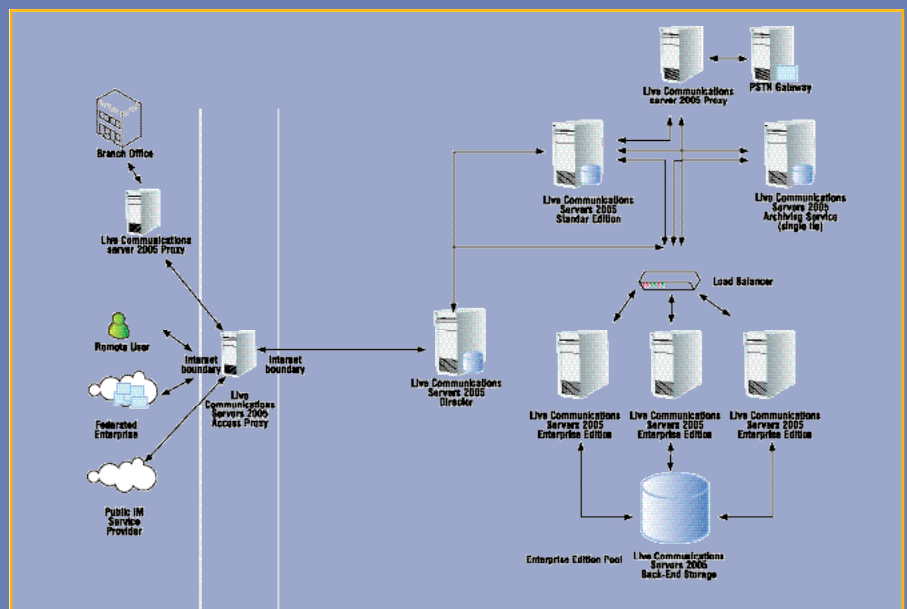 Live Communications
server 2005 Proxy
PSTN Gateway
Branch Office
Live Communications
Servers 2005
Standar Edition
Live Communications
Servers 2005
Archiving Service
(single tie)
Live Communications
server 2005 Proxy
Load Balancer
Remote User
Internet
boundary
Internet
boundary
Live
Communications
Servers 2005
Access Proxy
Live Communications
Servers 2005
Director
Federated
Enterprise
Live Communications
Servers 2005
Enterprise Edition
Live Communications
Servers 2005
Enterprise Edition
Live Communications
Servers 2005
Enterprise Edition
Public IM
Service
Provider
Enterprise Edition Pool
Live Communications
Servers 2005
Back-End Storage